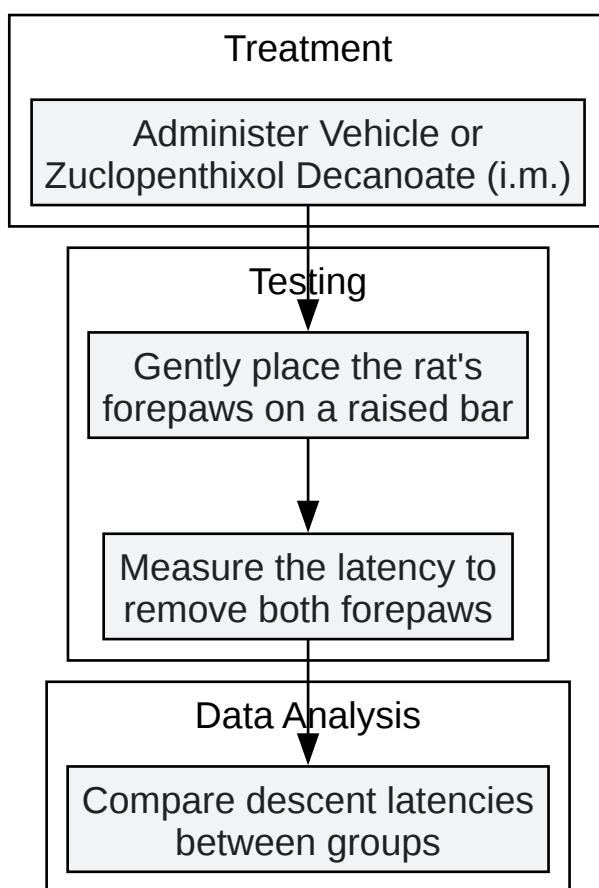 Treatment
Administer Vehicle or
Zuclopenthixol Decanoate (i.m.)
Testing
Gently place the rat's
forepaws on a raised bar
Measure the latency to
remove both forepaws
Data Analysis
Compare descent latencies
between groups